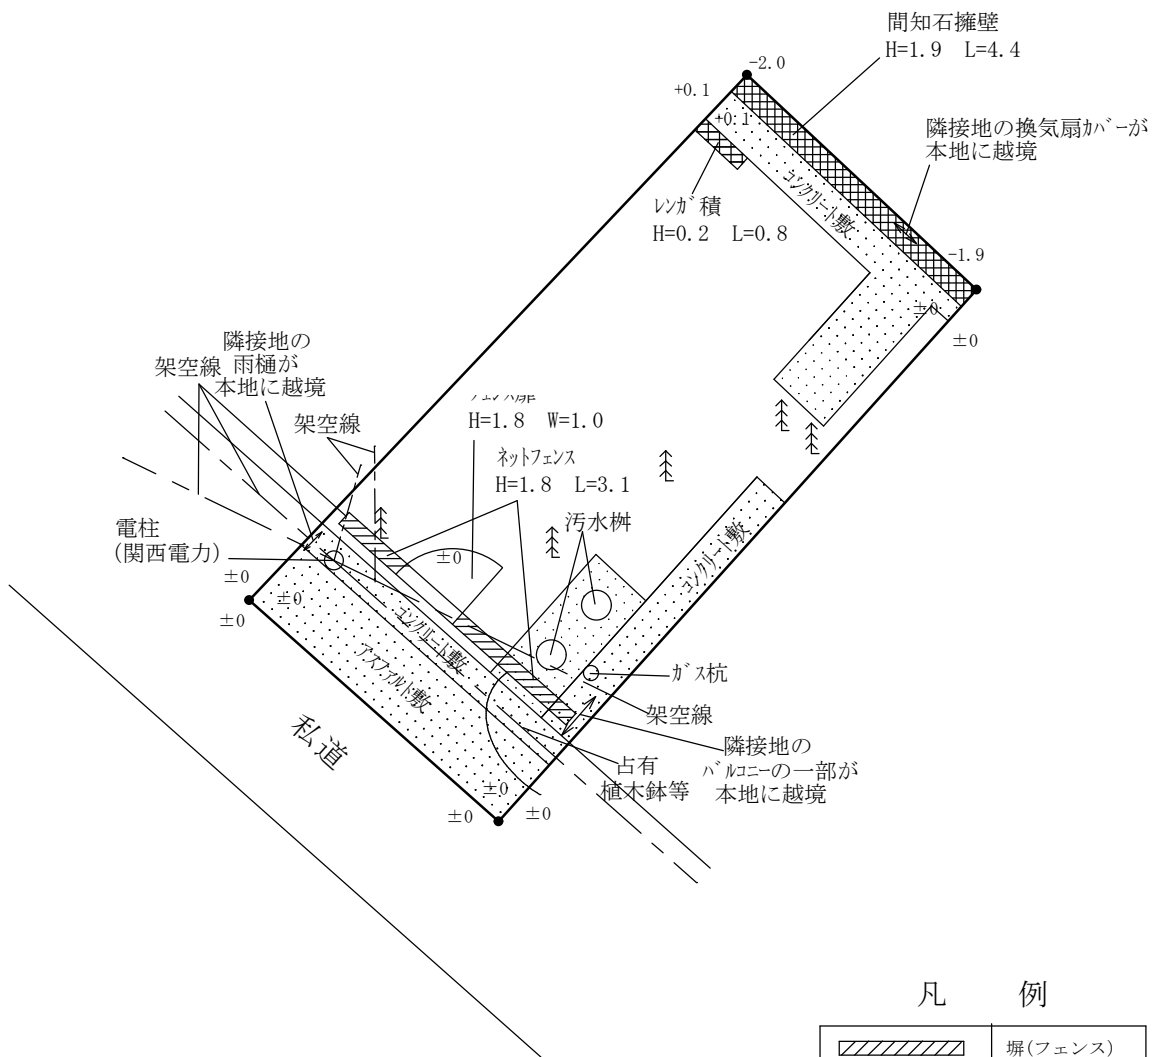 間知石擁壁
H=1.9 L=4.4
-2.0
+0.1
+0.1
隣接地の換気扇ｶﾊﾞｰが
本地に越境
ｺﾝｸﾘｰﾄ敷
ﾚﾝｶﾞ積
H=0.2 L=0.8
-1.9
±0
±0
隣接地の
雨樋が
本地に越境
架空線
架空線
H=1.8 W=1.0
ﾈｯﾄﾌｪﾝｽ
H=1.8 L=3.1
汚水桝
電柱
(関西電力)
±0
±0
±0
±0
ｺﾝｸﾘｰﾄ敷
ｺﾝｸﾘｰﾄ敷
ｱｽﾌｧﾙﾄ敷
ｶﾞｽ杭
架空線
私道
隣接地の
ﾊﾞﾙｺﾆｰの一部が
本地に越境
占有
植木鉢等
±0
±0
±0
凡 例
塀(フェンス)